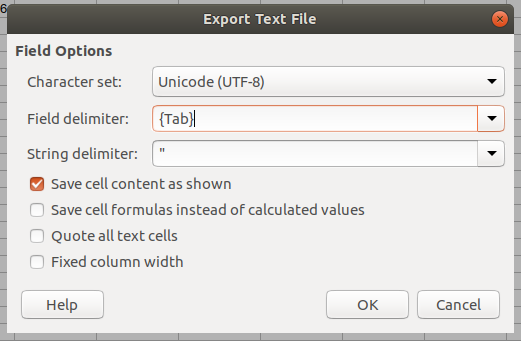 6
Export Text File
Field Options
Character set: Unicode (UTF-8)
Field delimiter: {Tab}
String delimiter: "
Save cell content as shown
Save cell formulas instead of calculated values
Quote all text cells
Fixed column width
Help OK Cancel